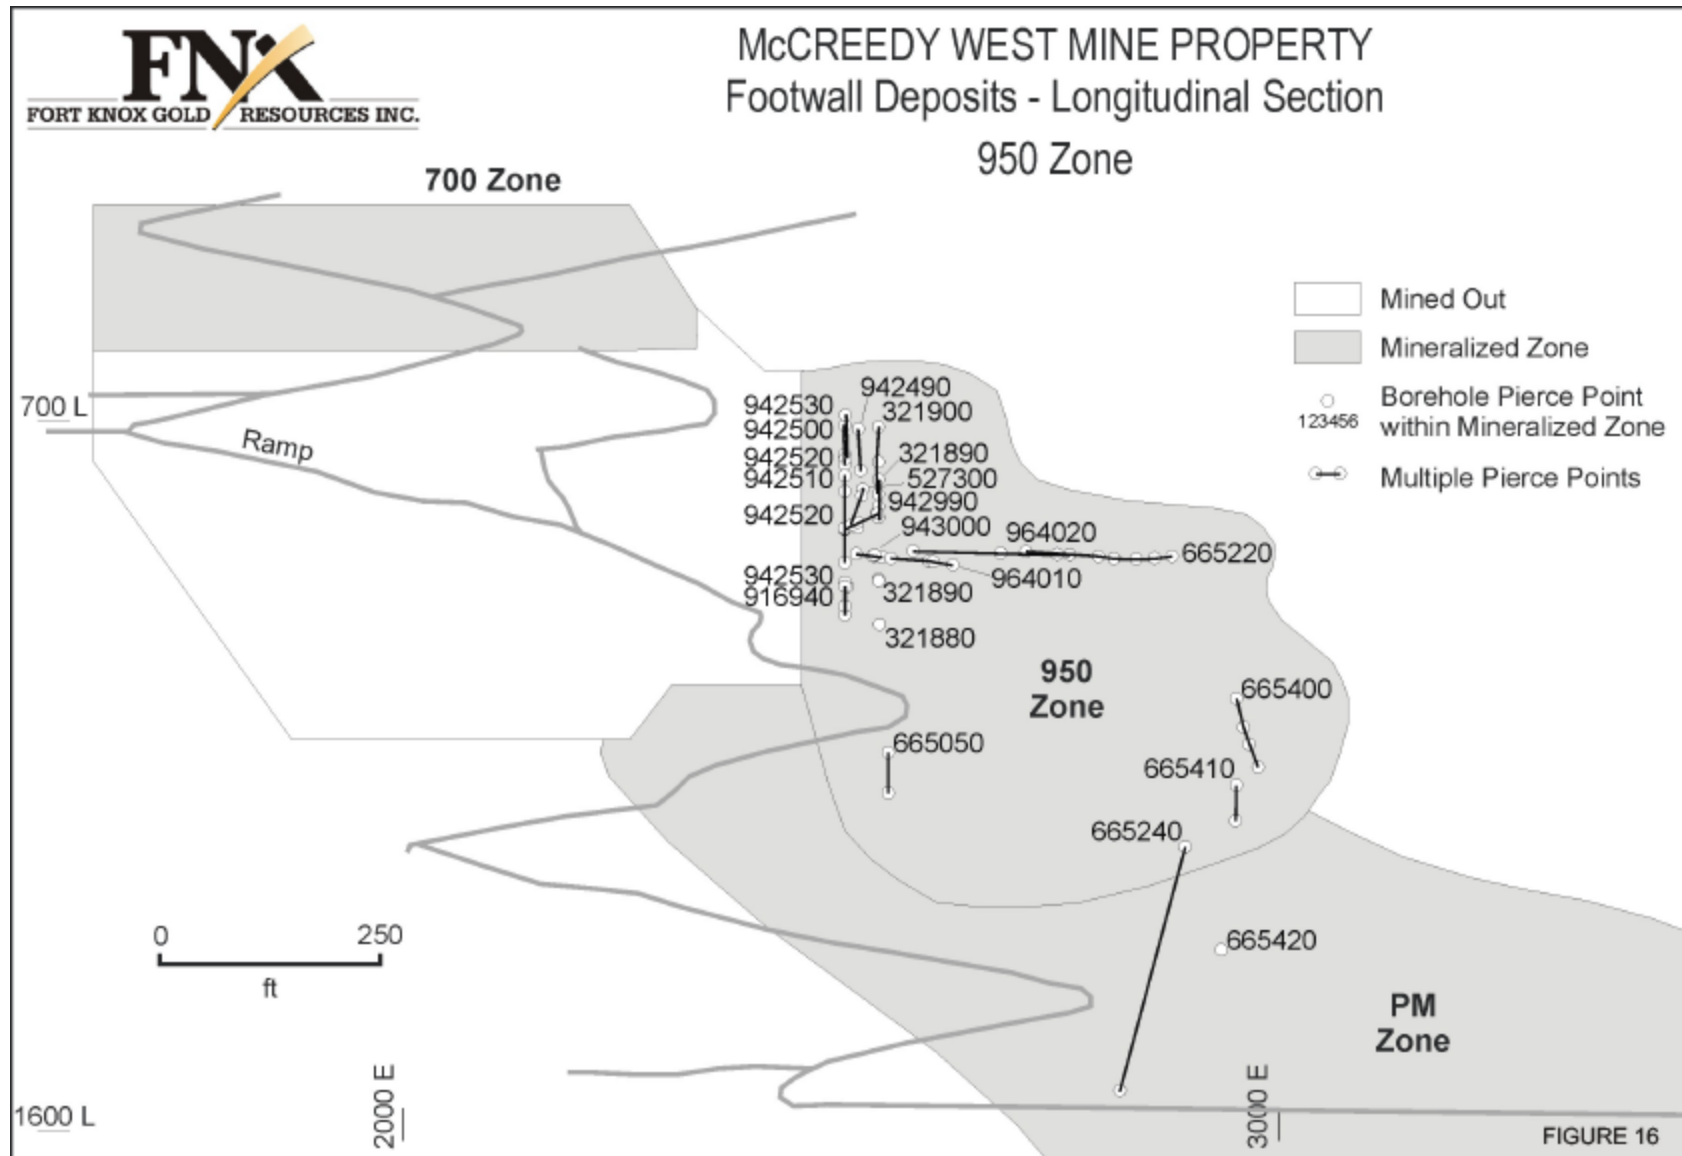 FNX
FORT KNOX GOLD RESOURCES INC.
McCREEDY WEST MINE PROPERTY
Footwall Deposits - Longitudinal Section
950 Zone
700 Zone
Mined Out
Mineralized Zone
123456
Borehole Pierce Point
within Mineralized Zone
Multiple Pierce Points
700 L
Ramp
942530
942500
942520
942510
942520
942530
916940
942490
321900
321890
527300
942990
943000
964020
665220
964010
321890
321880
950
Zone
665400
665050
665410
665240
665420
PM
Zone
0 250
ft
1600 L
2000 E
3000 E
FIGURE 16